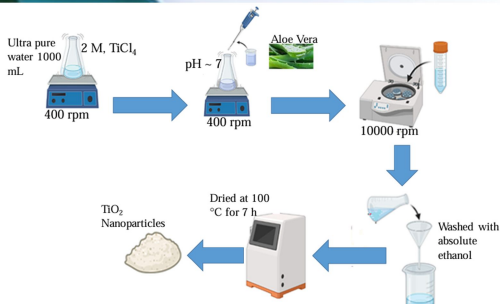 Ultra pure
water 1000
mL
2 M, TiCl₄
400 rpm
pH ~ 7
Aloe Vera
400 rpm
10000 rpm
Washed with
absolute
ethanol
Dried at 100
°C for 7 h
TiO₂
Nanoparticles